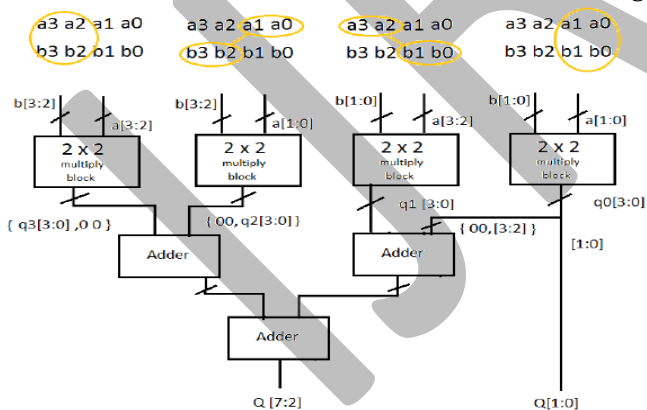 a3 a2 a1 a0 a3 a2 a1 a0 a3 a2 a1 a0 a3 a2 a1 a0
b3 b2 b1 b0 b3 b2 b1 b0 b3 b2 b1 b0 b3 b2 b1 b0
b[3:2] a[3:2] b[3:2] a[1:0] b[1:0] a[3:2] b[1:0] a[1:0]
2 x 2 2 x 2 2 x 2 2 x 2
multiply multiply multiply multiply
block block block block
{ q3[3:0] ,0 0 } { 00, q2[3:0] } q1 [3:0] q0[3:0]
{ 00,[3:2] }
Adder Adder [1:0]
Adder
Q [7:2] Q[1:0]